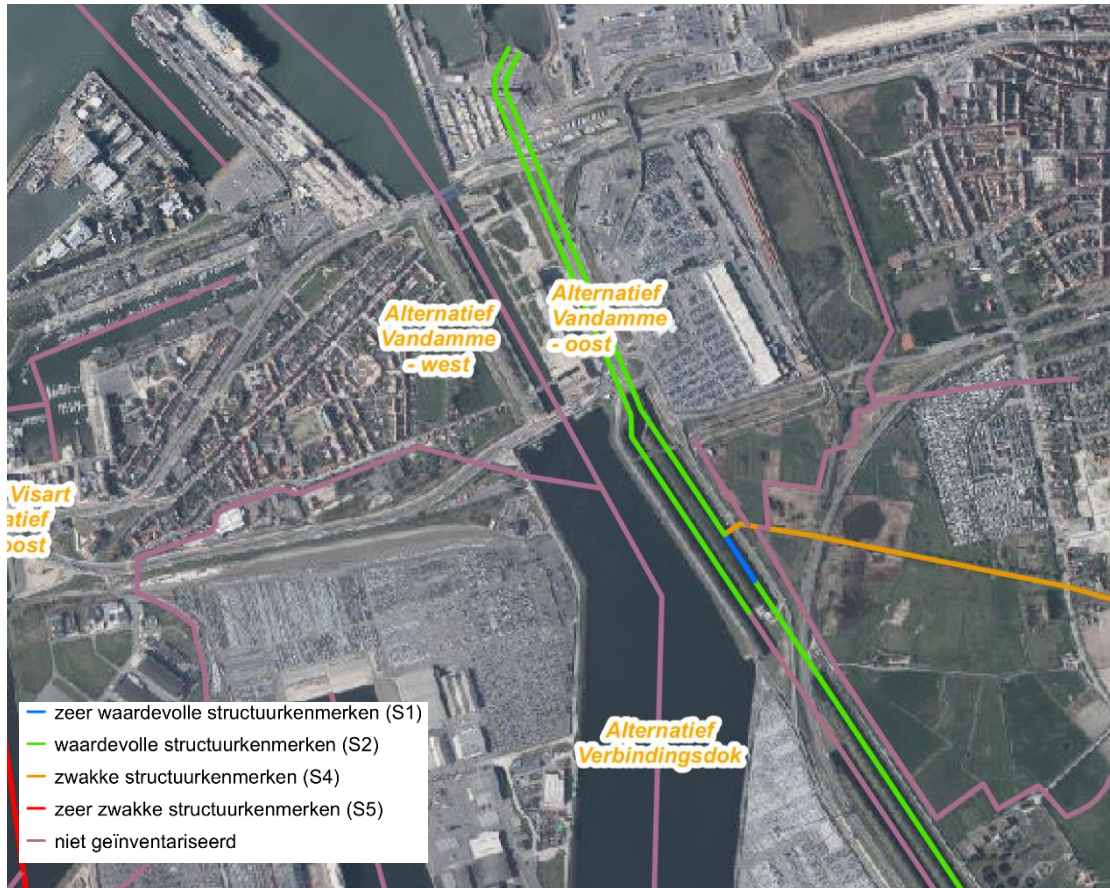 Alternatief
Vandamme
- oost
Alternatief
Vandamme
- west
Visart
atief
oost
Alternatief
Verbindingsdok
zeer waardevolle structuurkenmerken (S1)
waardevolle structuurkenmerken (S2)
zwakke structuurkenmerken (S4)
zeer zwakke structuurkenmerken (S5)
niet geïnventariseerd